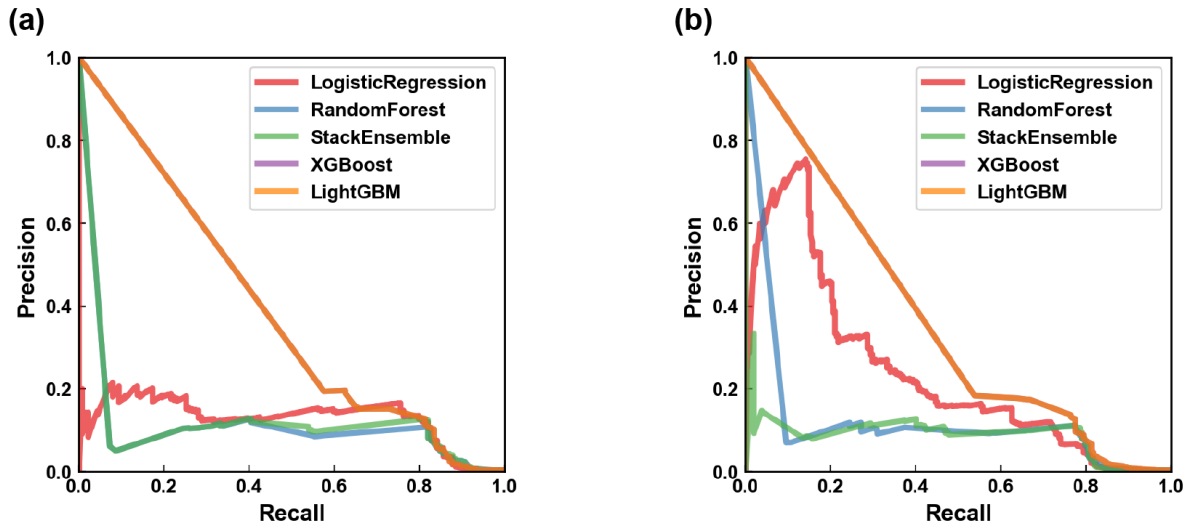 (a)
1.0
0.8
0.6
0.4
0.2
0.0
Precision
LogisticRegression
RandomForest
StackEnsemble
XGBoost
LightGBM
0.0 0.2 0.4 0.6 0.8 1.0
Recall
(b)
1.0
0.8
0.6
0.4
0.2
0.0
Precision
LogisticRegression
RandomForest
StackEnsemble
XGBoost
LightGBM
0.0 0.2 0.4 0.6 0.8 1.0
Recall